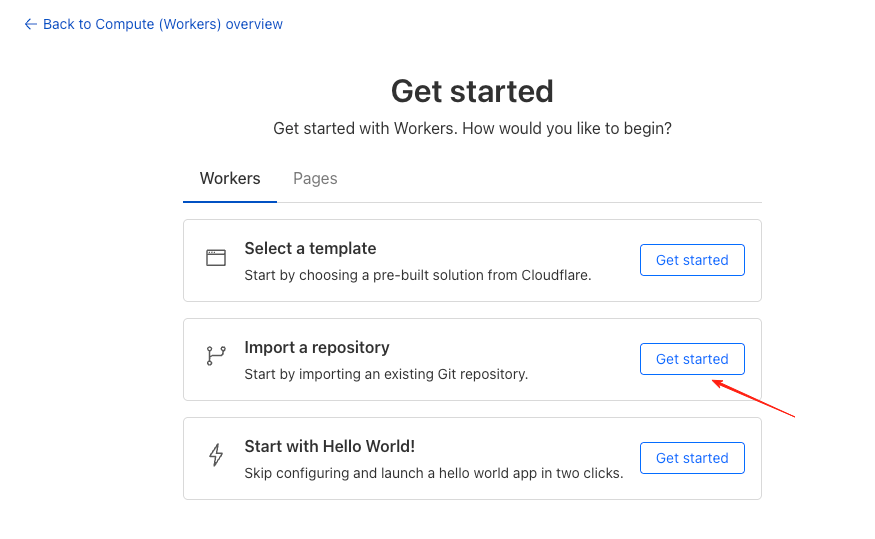 ← Back to Compute (Workers) overview
Get started
Get started with Workers. How would you like to begin?
Workers Pages
Select a template
Start by choosing a pre-built solution from Cloudflare.
Get started
Import a repository
Start by importing an existing Git repository.
Get started
Start with Hello World!
Skip configuring and launch a hello world app in two clicks.
Get started